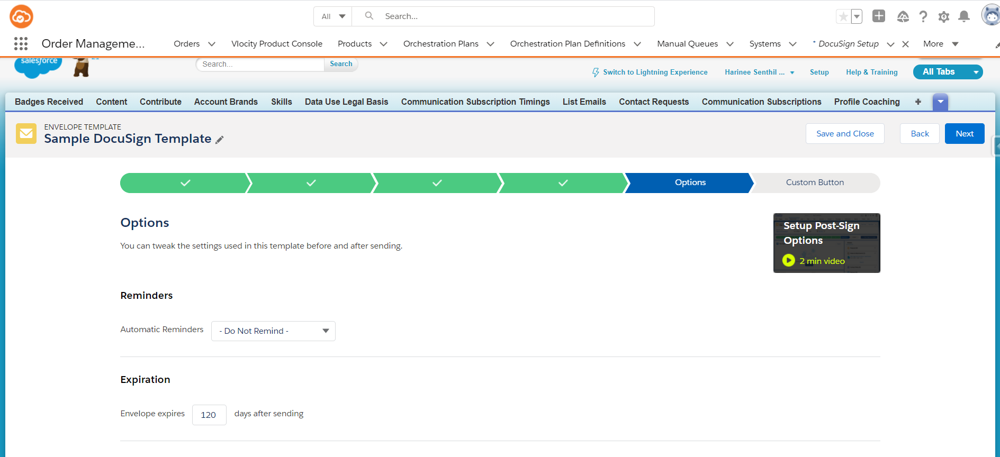 All Search...
Order Manageme... Orders Vlocity Product Console Products Orchestration Plans Orchestration Plan Definitions Manual Queues Systems * DocuSign Setup More
salesforce Search... Search
Switch to Lightning Experience Harinee Senthil ... Setup Help & Training All Tabs
Badges Received Content Contribute Account Brands Skills Data Use Legal Basis Communication Subscription Timings List Emails Contact Requests Communication Subscriptions Profile Coaching +
ENVELOPE TEMPLATE
Sample DocuSign Template
Save and Close Back Next
Options Custom Button
Options
You can tweak the settings used in this template before and after sending.
Setup Post-Sign
Options
2 min video
Reminders
Automatic Reminders - Do Not Remind -
Expiration
Envelope expires 120 days after sending